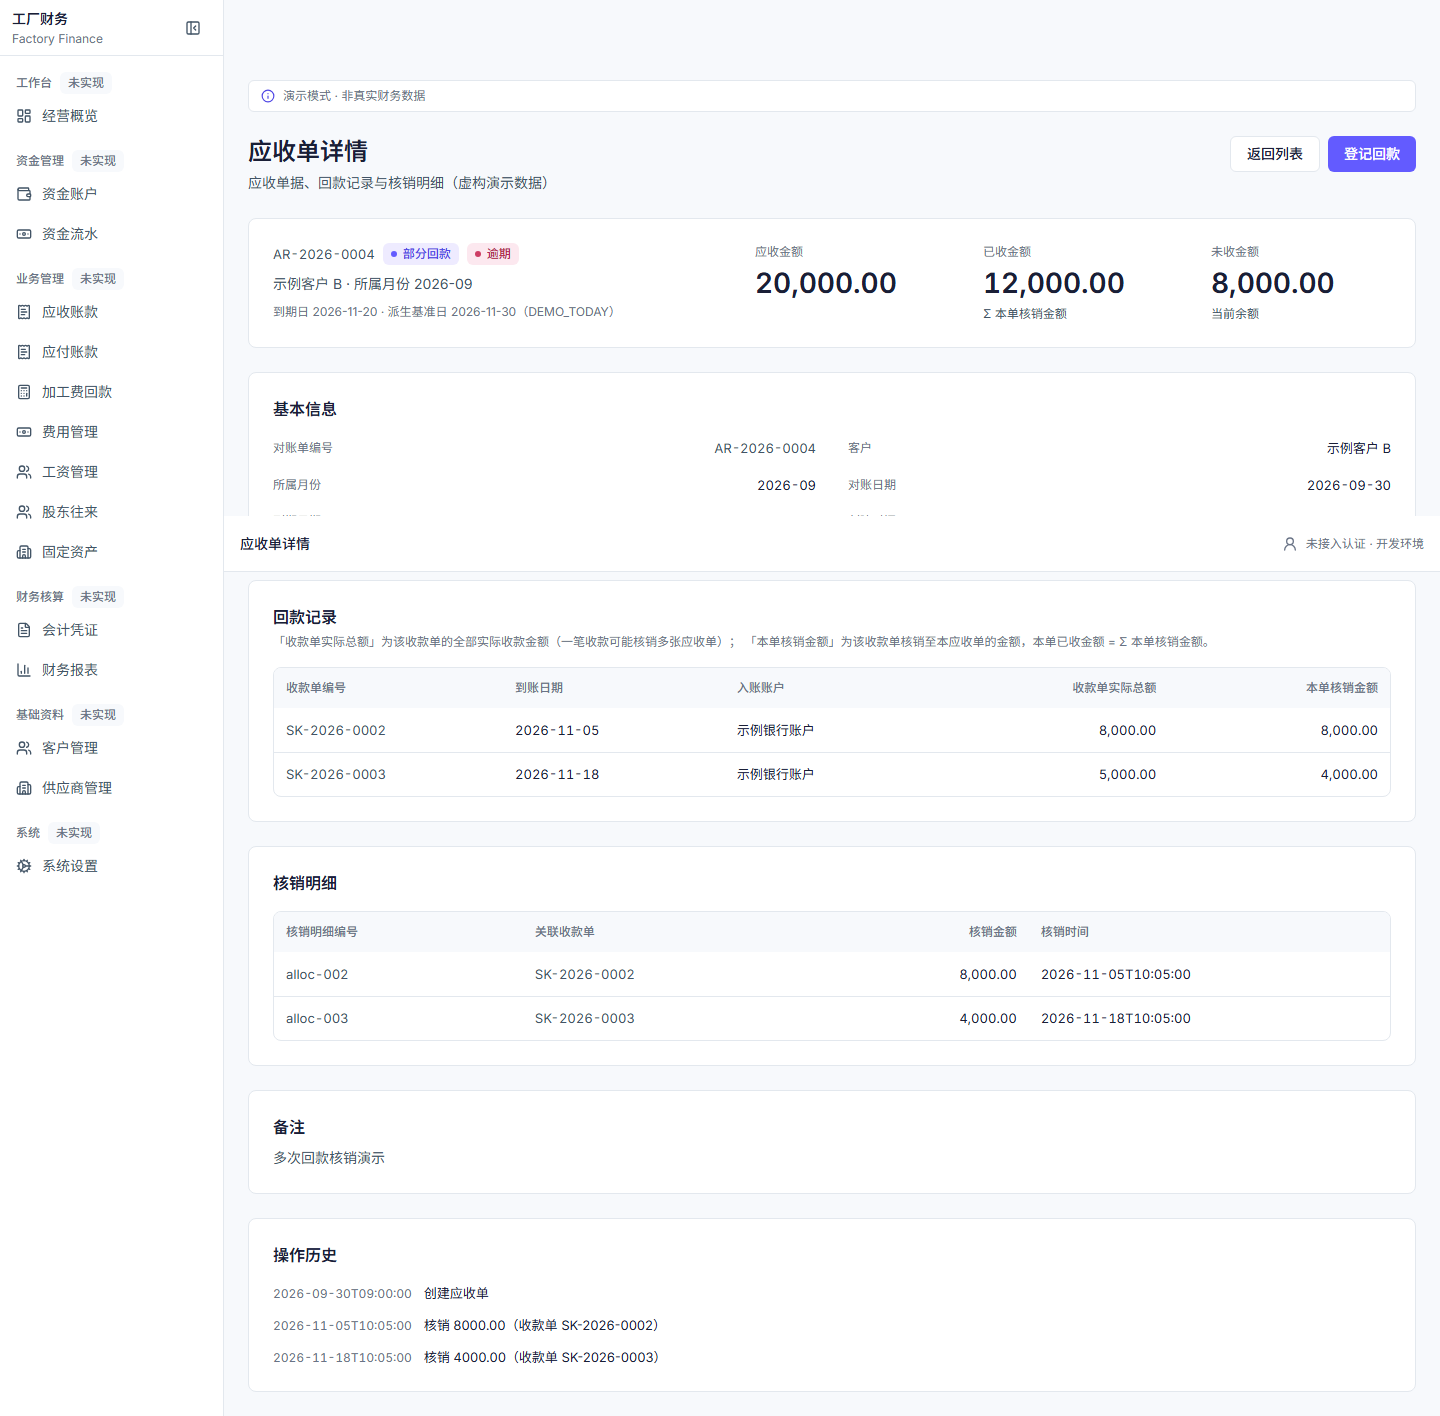 工厂财务
Factory Finance
工作台 未实现
经营概览
资金管理 未实现
资金账户
资金流水
业务管理 未实现
应收账款
应付账款
加工费回款
费用管理
工资管理
股东往来
固定资产
财务核算 未实现
会计凭证
财务报表
基础资料 未实现
客户管理
供应商管理
系统 未实现
系统设置
演示模式 · 非真实财务数据
应收单详情
应收单据、回款记录与核销明细（虚构演示数据）
返回列表 登记回款
AR-2026-0004 部分回款 逾期
示例客户 B · 所属月份 2026-09
到期日 2026-11-20 · 派生基准日 2026-11-30（DEMO_TODAY）
应收金额
20,000.00
已收金额
12,000.00
Σ 本单核销金额
未收金额
8,000.00
当前余额
基本信息
对账单编号 AR-2026-0004 客户 示例客户 B
所属月份 2026-09 对账日期 2026-09-30
应收单详情 未接入认证 · 开发环境
回款记录
「收款单实际总额」为该收款单的全部实际收款金额（一笔收款可能核销多张应收单）；「本单核销金额」为该收款单核销至本应收单的金额，本单已收金额 = Σ 本单核销金额。
收款单编号 到账日期 入账账户 收款单实际总额 本单核销金额
SK-2026-0002 2026-11-05 示例银行账户 8,000.00 8,000.00
SK-2026-0003 2026-11-18 示例银行账户 5,000.00 4,000.00
核销明细
核销明细编号 关联收款单 核销金额 核销时间
alloc-002 SK-2026-0002 8,000.00 2026-11-05T10:05:00
alloc-003 SK-2026-0003 4,000.00 2026-11-18T10:05:00
备注
多次回款核销演示
操作历史
2026-09-30T09:00:00 创建应收单
2026-11-05T10:05:00 核销 8000.00（收款单 SK-2026-0002）
2026-11-18T10:05:00 核销 4000.00（收款单 SK-2026-0003）